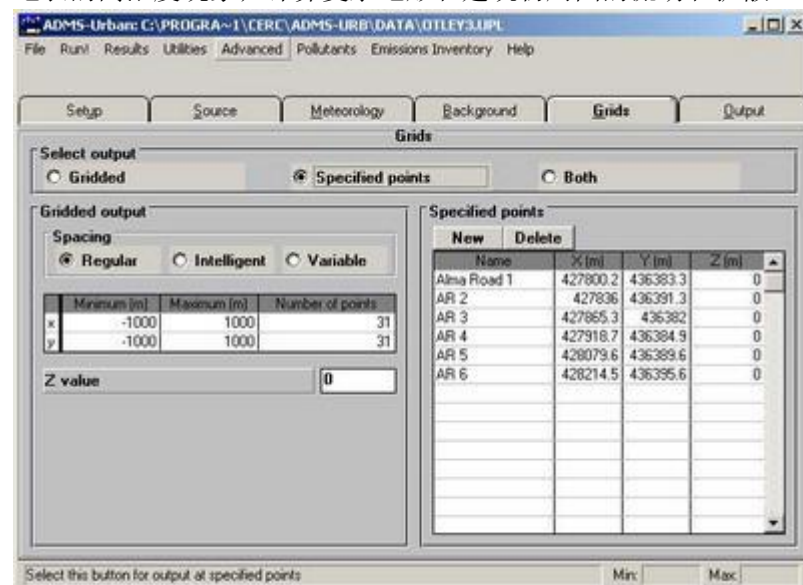 ADMS-Urban: C:\PROGRA~1\CERC\ADMS-URB\DATA\OTLEY3.UPL
File Run! Results Utilities Advanced Pollutants Emissions Inventory Help
Setup Source Meteorology Background Grids Output
Grids
Select output
Gridded Specified points Both
Gridded output
Spacing
Regular Intelligent Variable
Minimum (m) Maximum (m) Number of points
x -1000 1000 31
y -1000 1000 31
Z value 0
Specified points
New Delete
Name X (m) Y (m) Z (m)
Alma Road 1 427800.2 436383.3 0
AR 2 427836 436391.3 0
AR 3 427865.3 436382 0
AR 4 427918.7 436384.9 0
AR 5 428079.6 436389.6 0
AR 6 428214.5 436395.6 0
Select this button for output at specified points Min: Max: